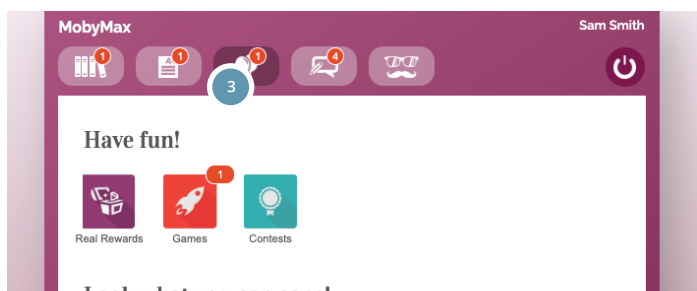 MobyMax
Sam Smith
1
1
1
4
3
Have fun!
1
Real Rewards
Games
Contests